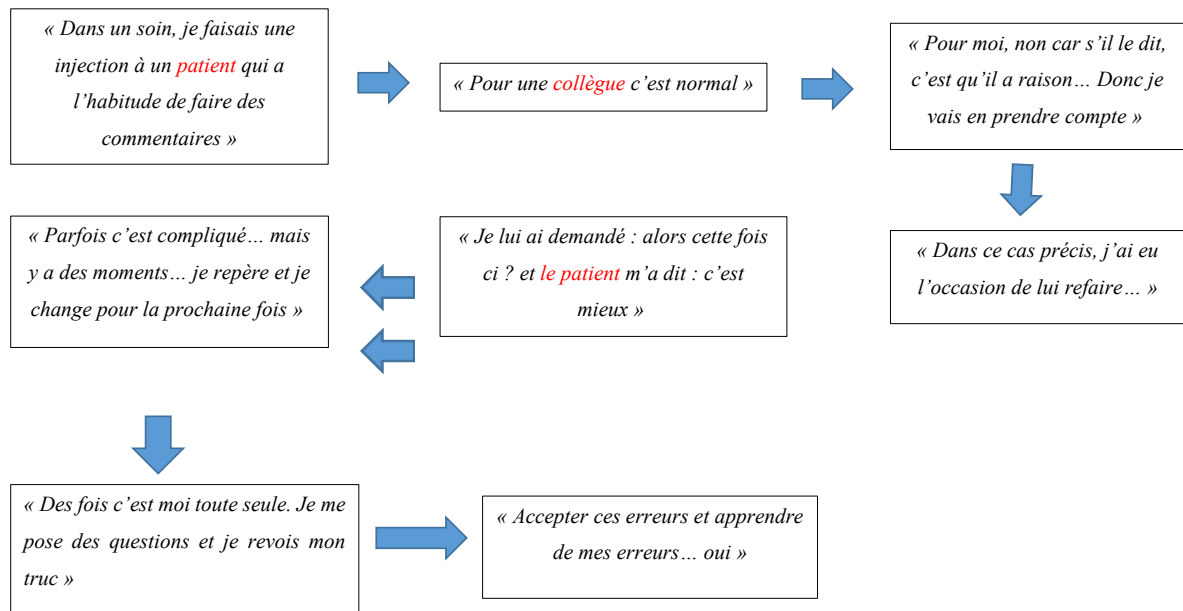 « Dans un soin, je faisais une
injection à un patient qui a
l’habitude de faire des
commentaires »
« Pour une collègue c’est normal »
« Pour moi, non car s’il le dit,
c’est qu’il a raison… Donc je
vais en prendre compte »
« Dans ce cas précis, j’ai eu
l’occasion de lui refaire… »
« Je lui ai demandé : alors cette fois
ci ? et le patient m’a dit : c’est
mieux »
« Parfois c’est compliqué… mais
y a des moments… je repère et je
change pour la prochaine fois »
« Des fois c’est moi toute seule. Je me
pose des questions et je revois mon
truc »
« Accepter ces erreurs et apprendre
de mes erreurs… oui »